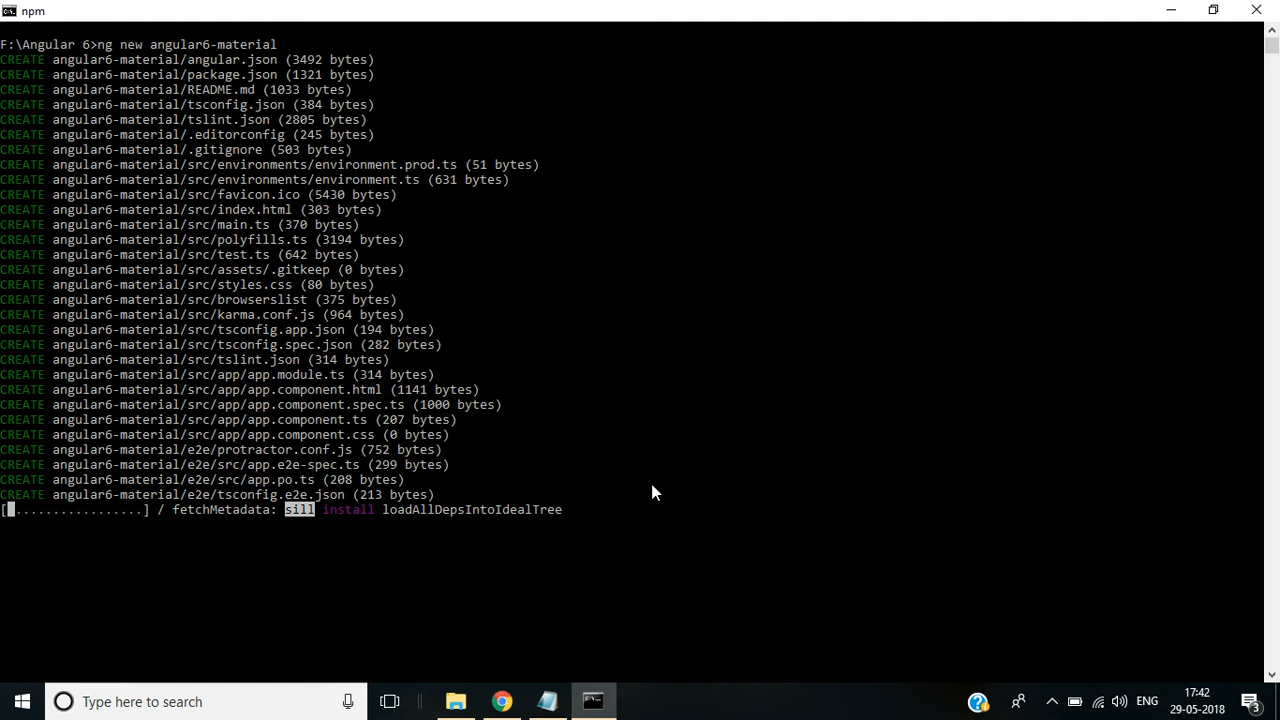 npm
F:\Angular 6>ng new angular6-material
CREATE angular6-material/angular.json (3492 bytes)
CREATE angular6-material/package.json (1321 bytes)
CREATE angular6-material/README.md (1033 bytes)
CREATE angular6-material/tsconfig.json (384 bytes)
CREATE angular6-material/tslint.json (2805 bytes)
CREATE angular6-material/.editorconfig (245 bytes)
CREATE angular6-material/.gitignore (503 bytes)
CREATE angular6-material/src/environments/environment.prod.ts (51 bytes)
CREATE angular6-material/src/environments/environment.ts (631 bytes)
CREATE angular6-material/src/favicon.ico (5430 bytes)
CREATE angular6-material/src/index.html (303 bytes)
CREATE angular6-material/src/main.ts (370 bytes)
CREATE angular6-material/src/polyfills.ts (3194 bytes)
CREATE angular6-material/src/test.ts (642 bytes)
CREATE angular6-material/src/assets/.gitkeep (0 bytes)
CREATE angular6-material/src/styles.css (80 bytes)
CREATE angular6-material/src/browserslist (375 bytes)
CREATE angular6-material/src/karma.conf.js (964 bytes)
CREATE angular6-material/src/tsconfig.app.json (194 bytes)
CREATE angular6-material/src/tsconfig.spec.json (282 bytes)
CREATE angular6-material/src/tslint.json (314 bytes)
CREATE angular6-material/src/app/app.module.ts (314 bytes)
CREATE angular6-material/src/app/app.component.html (1141 bytes)
CREATE angular6-material/src/app/app.component.spec.ts (1000 bytes)
CREATE angular6-material/src/app/app.component.ts (207 bytes)
CREATE angular6-material/src/app/app.component.css (0 bytes)
CREATE angular6-material/e2e/protractor.conf.js (752 bytes)
CREATE angular6-material/e2e/src/app.e2e-spec.ts (299 bytes)
CREATE angular6-material/e2e/src/app.po.ts (208 bytes)
CREATE angular6-material/e2e/tsconfig.e2e.json (213 bytes)
[ .................] / fetchMetadata: sill install loadAllDepsIntoIdealTree
Type here to search
ENG
17:42
29-05-2018
3